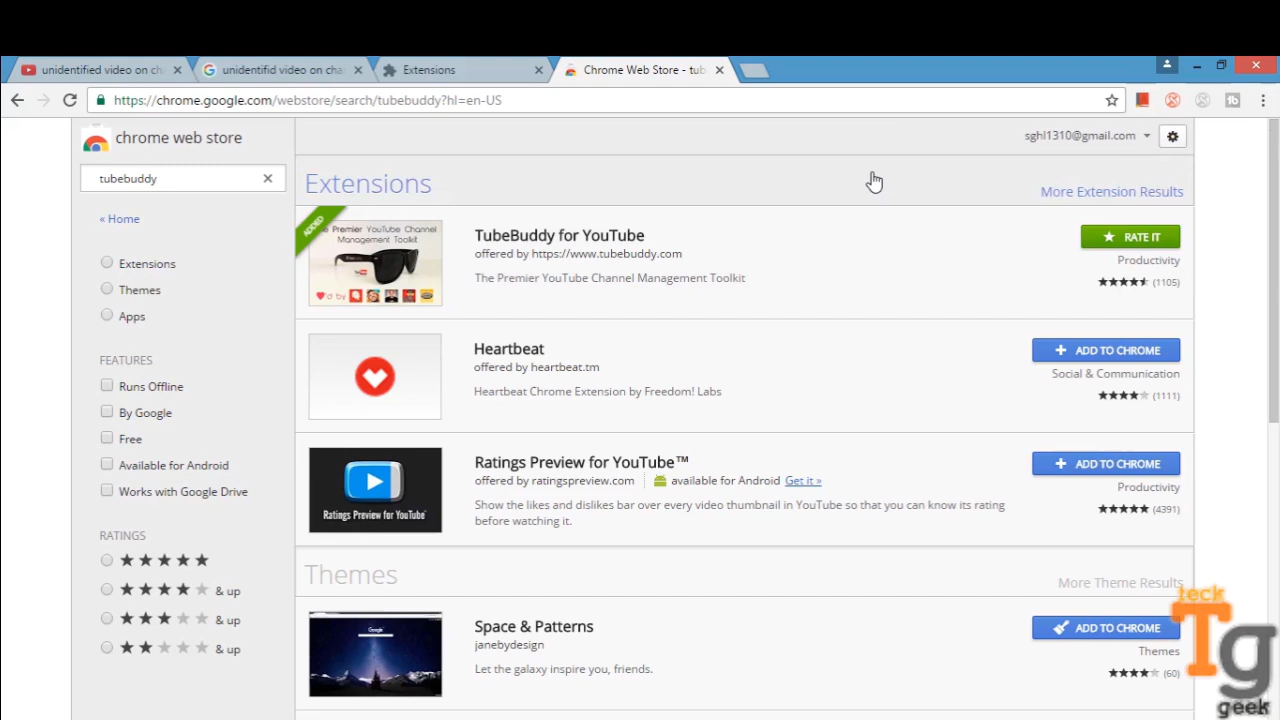 unidentified video on ch
unidentifid video on cha
Extensions
Chrome Web Store - tub
https://chrome.google.com/webstore/search/tubebuddy?hl=en-US
chrome web store
sghl1310@gmail.com
tubebuddy
« Home
Extensions
Themes
Apps
FEATURES
Runs Offline
By Google
Free
Available for Android
Works with Google Drive
RATINGS
& up
& up
& up
Extensions
More Extension Results
ADDED
The Premier YouTube Channel
Management Toolkit
TubeBuddy for YouTube
offered by https://www.tubebuddy.com
The Premier YouTube Channel Management Toolkit
RATE IT
Productivity
(1105)
Heartbeat
offered by heartbeat.tm
Heartbeat Chrome Extension by Freedom! Labs
ADD TO CHROME
Social & Communication
(1111)
Ratings Preview for YouTube
Ratings Preview for YouTube™
offered by ratingspreview.com
available for Android Get it »
Show the likes and dislikes bar over every video thumbnail in YouTube so that you can know its rating
before watching it.
ADD TO CHROME
Productivity
(4391)
Themes
More Theme Results
Google
Space & Patterns
janebydesign
Let the galaxy inspire you, friends.
ADD TO CHROME
Themes
(60)
teck
Tg
geek